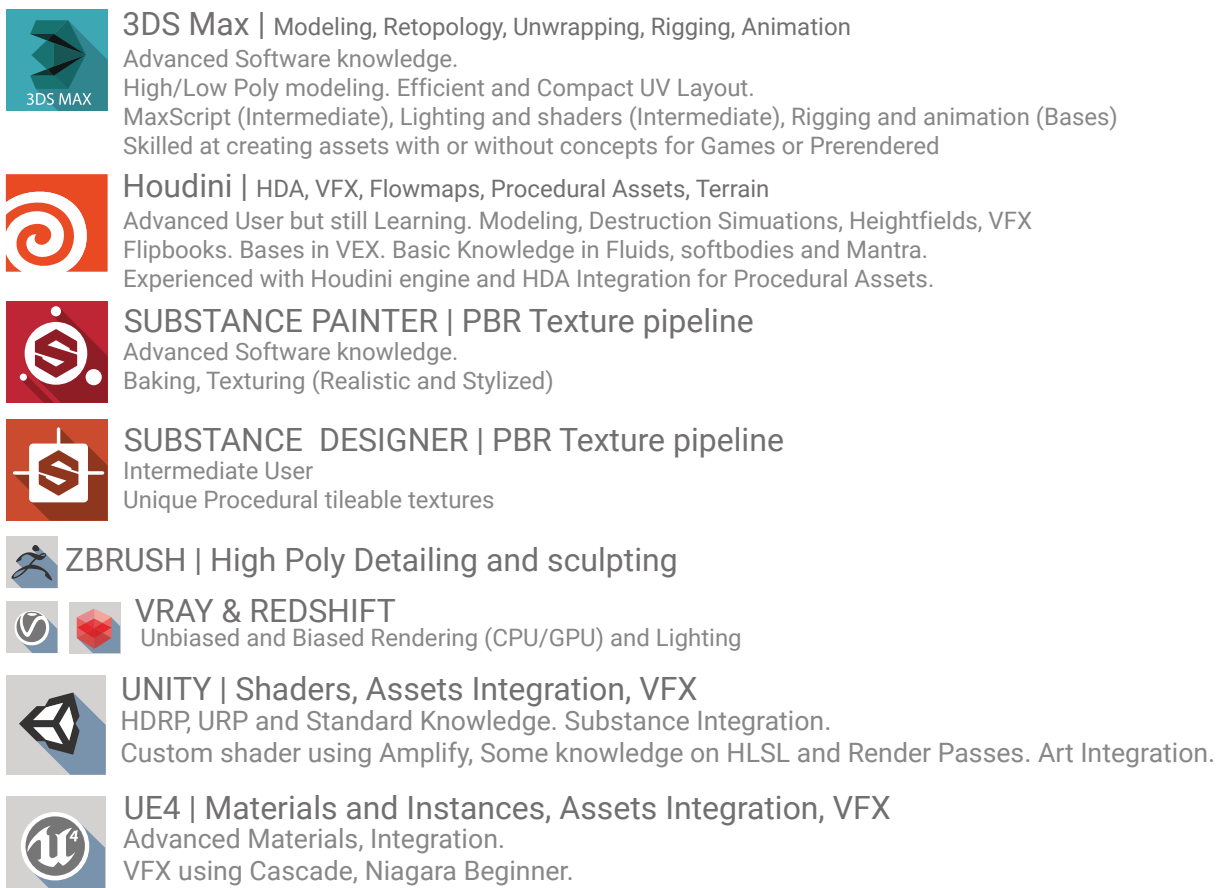 3DS Max | Modeling, Retopology, Unwrapping, Rigging, Animation
Advanced Software knowledge.
High/Low Poly modeling. Efficient and Compact UV Layout.
3DS MAX
MaxScript (Intermediate), Lighting and shaders (Intermediate), Rigging and animation (Bases)
Skilled at creating assets with or without concepts for Games or Prerendered
Houdini | HDA, VFX, Flowmaps, Procedural Assets, Terrain
Advanced User but still Learning. Modeling, Destruction Simuations, Heightfields, VFX
Flipbooks. Bases in VEX. Basic Knowledge in Fluids, softbodies and Mantra.
Experienced with Houdini engine and HDA Integration for Procedural Assets.
SUBSTANCE PAINTER | PBR Texture pipeline
Advanced Software knowledge.
Baking, Texturing (Realistic and Stylized)
SUBSTANCE DESIGNER | PBR Texture pipeline
Intermediate User
Unique Procedural tileable textures
ZBRUSH | High Poly Detailing and sculpting
VRAY & REDSHIFT
Unbiased and Biased Rendering (CPU/GPU) and Lighting
UNITY | Shaders, Assets Integration, VFX
HDRP, URP and Standard Knowledge. Substance Integration.
Custom shader using Amplify, Some knowledge on HLSL and Render Passes. Art Integration.
UE4 | Materials and Instances, Assets Integration, VFX
Advanced Materials, Integration.
VFX using Cascade, Niagara Beginner.